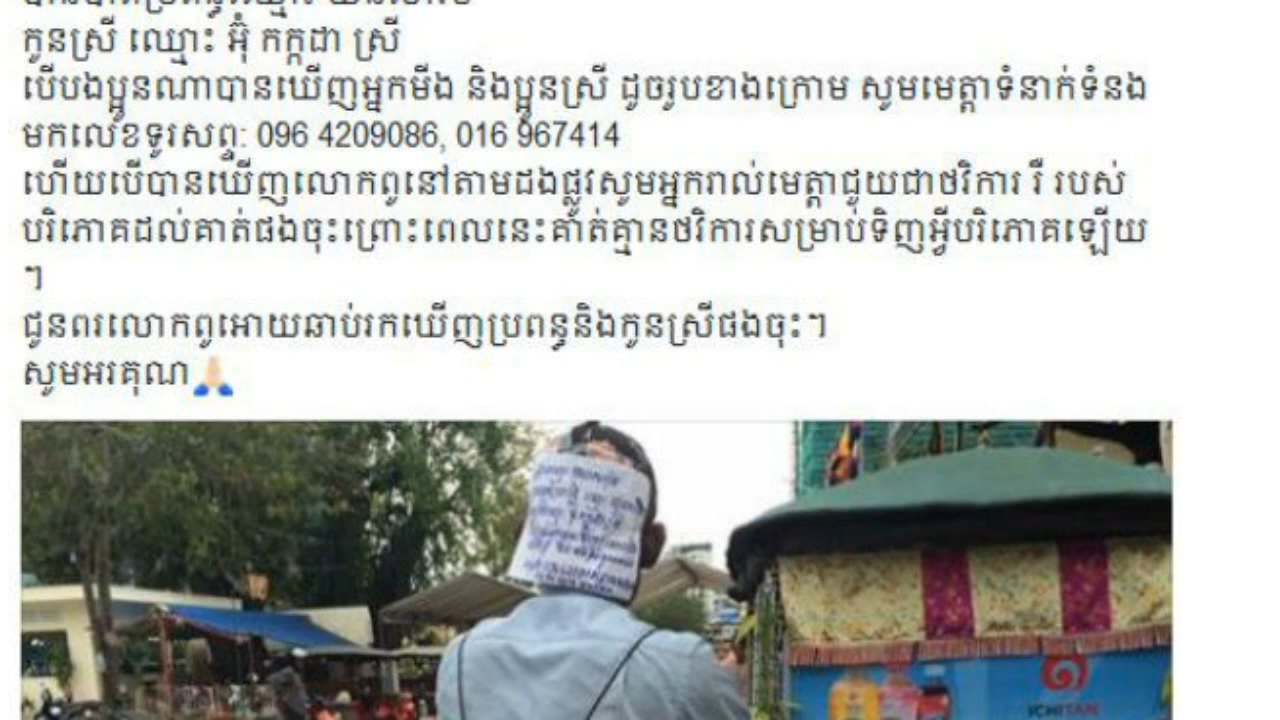 កូនស្រី ឈ្មោះ អ៊ុំ កក្កដា ស្រី
បើបងប្អូនណាបានឃើញអ្នកមីង និងប្អូនស្រី ដូចរូបខាងក្រោម សូមមេត្តាទំនាក់ទំនង
មកលេខទូរសព្ទ: 096 4209086, 016 967414
ហើយបើបានឃើញលោកពូនៅតាមដងផ្លូវសូមអ្នករាល់មេត្តាជួយជាថវិការ រឺ របស់
បរិភោគដល់គាត់ផងចុះព្រោះពេលនេះគាត់គ្មានថវិការសម្រាប់ទិញអ្វីបរិភោគឡើយ
ៗ
ជូនពរលោកពូអោយឆាប់រកឃើញប្រពន្ធនិងកូនស្រីផងចុះៗ
សូមអរគុណ🙏🏻
ICHITAN